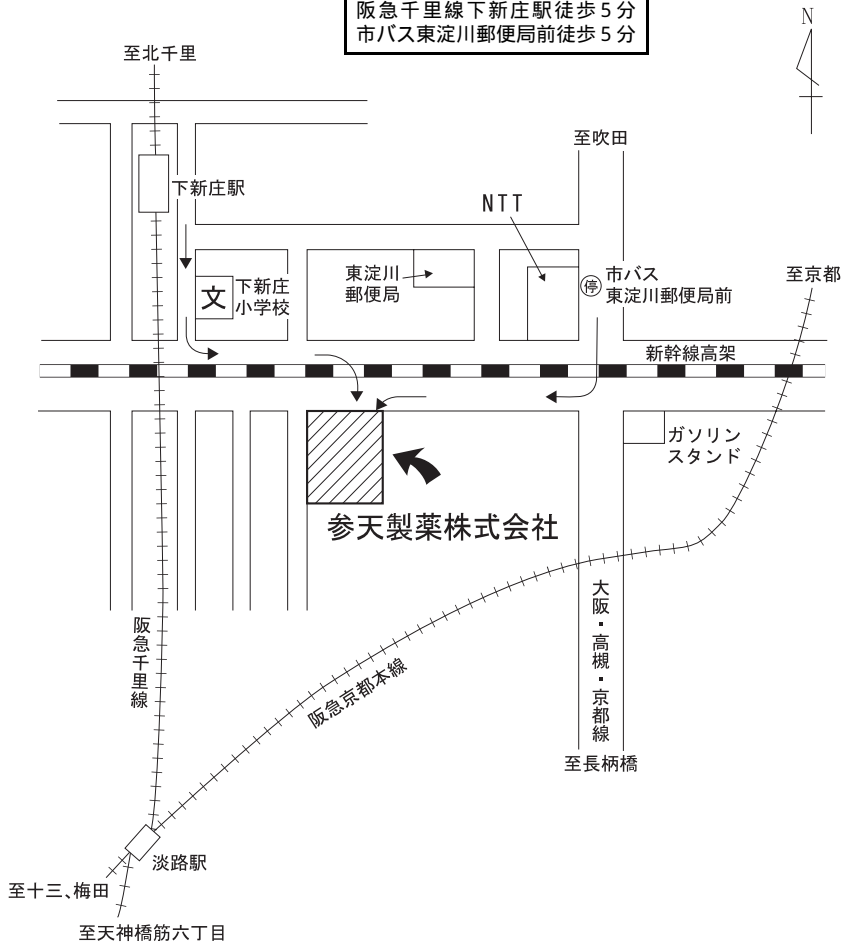 阪急千里線下新庄駅徒歩5分
市バス東淀川郵便局前徒歩5分
N
至北千里
至吹田
下新庄駅
NTT
東淀川
郵便局
下新庄
小学校
文
停
市バス
東淀川郵便局前
至京都
新幹線高架
ガソリン
スタンド
参天製薬株式会社
大阪・高槻・京都線
阪急千里線
阪急京都本線
至長柄橋
淡路駅
至十三、梅田
至天神橋筋六丁目